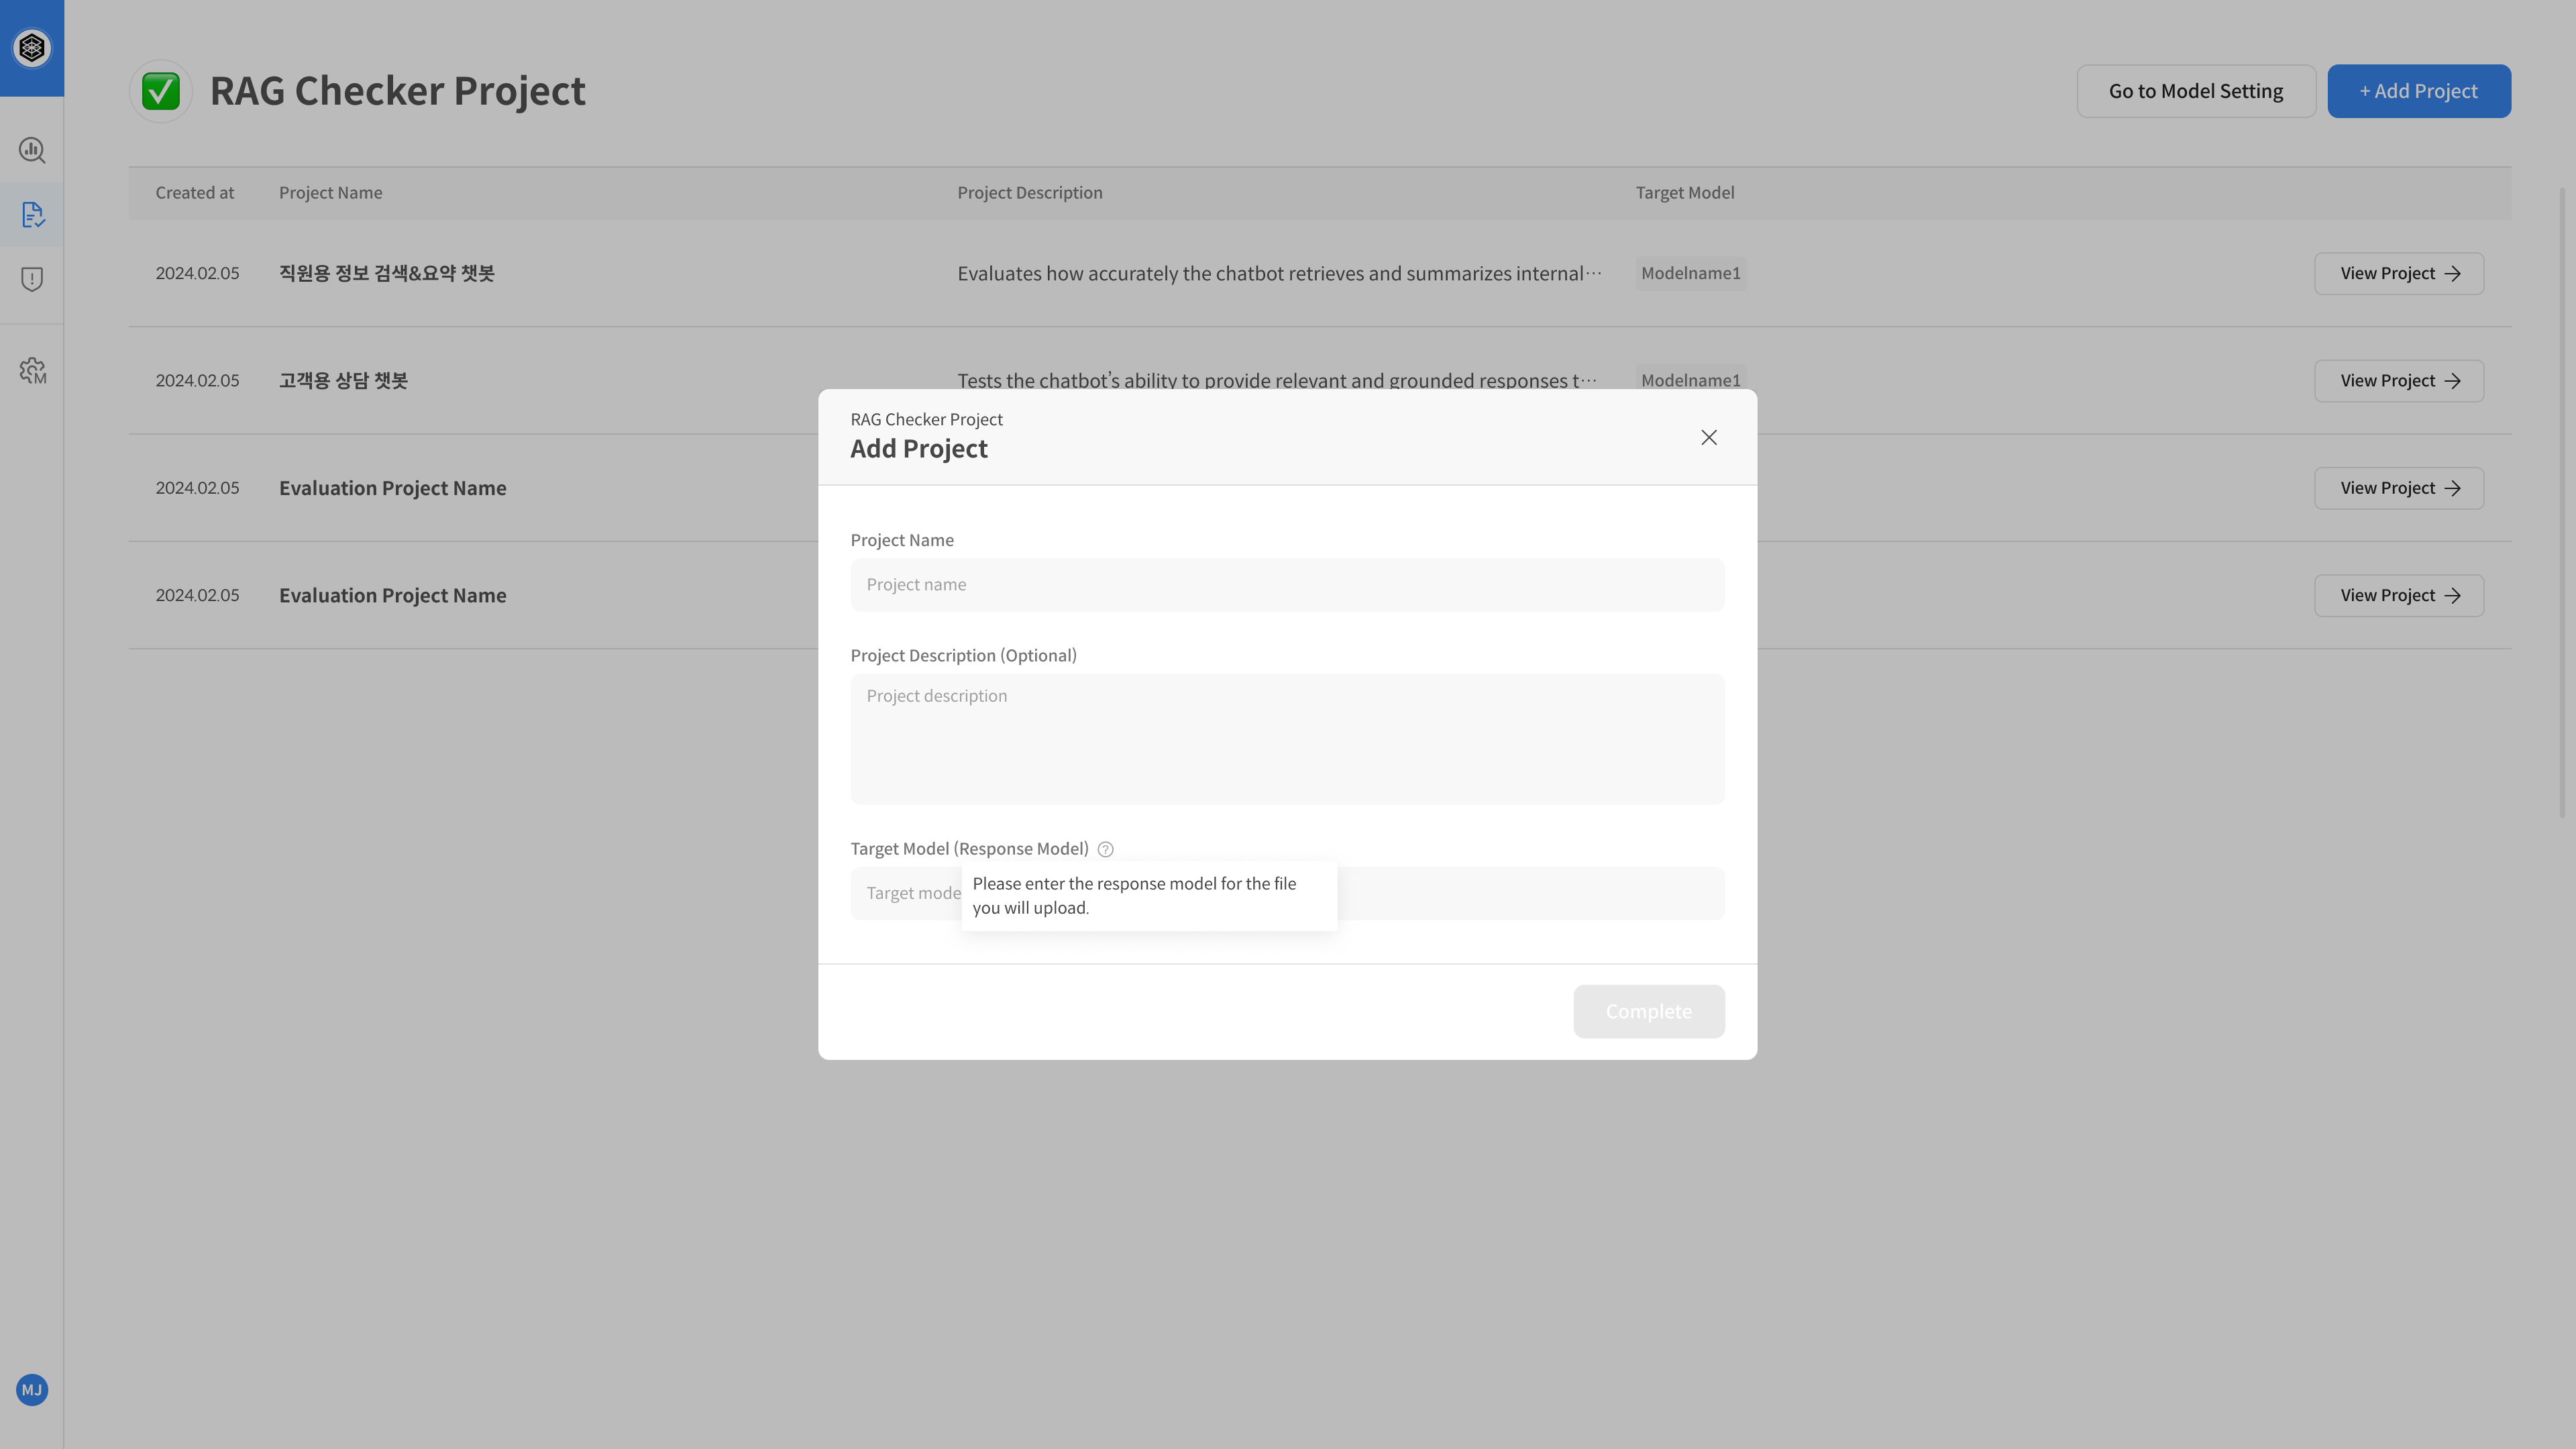 RAG Checker Project
Go to Model Setting
+ Add Project
Created at
Project Name
Project Description
Target Model
2024.02.05
직원용 정보 검색&요약 챗봇
Evaluates how accurately the chatbot retrieves and summarizes internal⋯
Modelname1
View Project
2024.02.05
고객용 상담 챗봇
Tests the chatbot’s ability to provide relevant and grounded responses t⋯
Modelname1
View Project
2024.02.05
Evaluation Project Name
View Project
2024.02.05
Evaluation Project Name
View Project
RAG Checker Project
Add Project
Project Name
Project name
Project Description (Optional)
Project description
Target Model (Response Model)
?
Target mode
Please enter the response model for the file
you will upload.
Complete
M
MJ